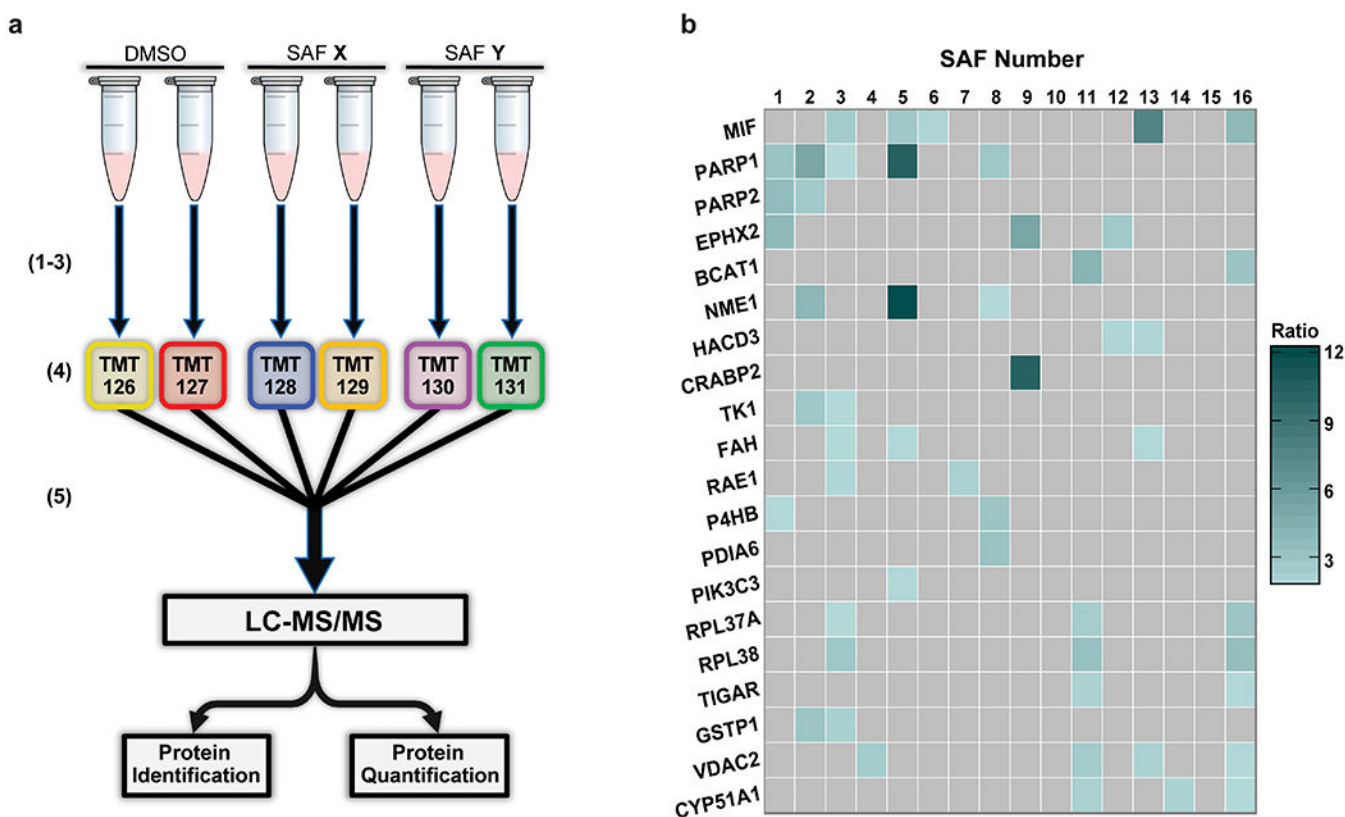 a
DMSO
SAF X
SAF Y
(1-3)
(4)
TMT
126
TMT
127
TMT
128
TMT
129
TMT
130
TMT
131
(5)
LC-MS/MS
Protein
Identification
Protein
Quantification
b
SAF Number
1 2 3 4 5 6 7 8 9 10 11 12 13 14 15 16
MIF
PARP1
PARP2
EPHX2
BCAT1
NME1
HACD3
CRABP2
TK1
FAH
RAE1
P4HB
PDIA6
PIK3C3
RPL37A
RPL38
TIGAR
GSTP1
VDAC2
CYP51A1
Ratio
12
9
6
3